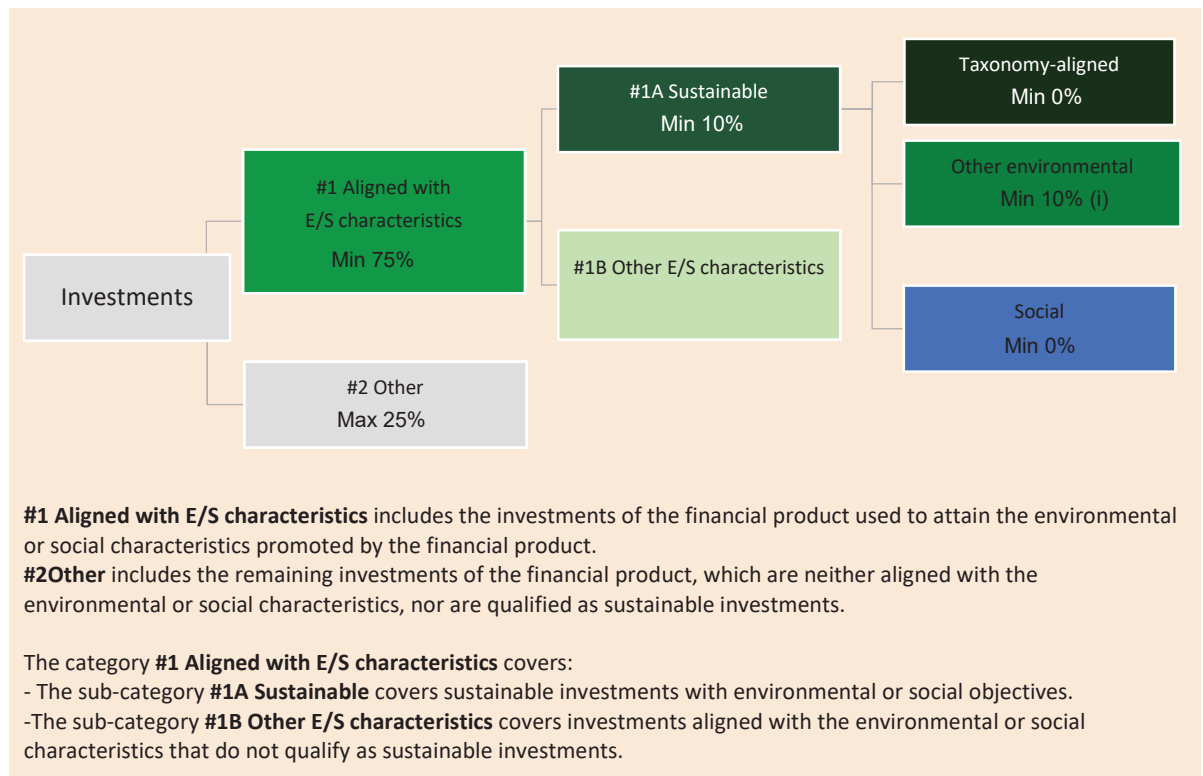 Investments
#1 Aligned with
E/S characteristics
Min 75%
#2 Other
Max 25%
#1A Sustainable
Min 10%
#1B Other E/S characteristics
Taxonomy-aligned
Min 0%
Other environmental
Min 10% (i)
Social
Min 0%
#1 Aligned with E/S characteristics includes the investments of the financial product used to attain the environmental
or social characteristics promoted by the financial product.
#2Other includes the remaining investments of the financial product, which are neither aligned with the
environmental or social characteristics, nor are qualified as sustainable investments.
The category #1 Aligned with E/S characteristics covers:
- The sub-category #1A Sustainable covers sustainable investments with environmental or social objectives.
-The sub-category #1B Other E/S characteristics covers investments aligned with the environmental or social
characteristics that do not qualify as sustainable investments.